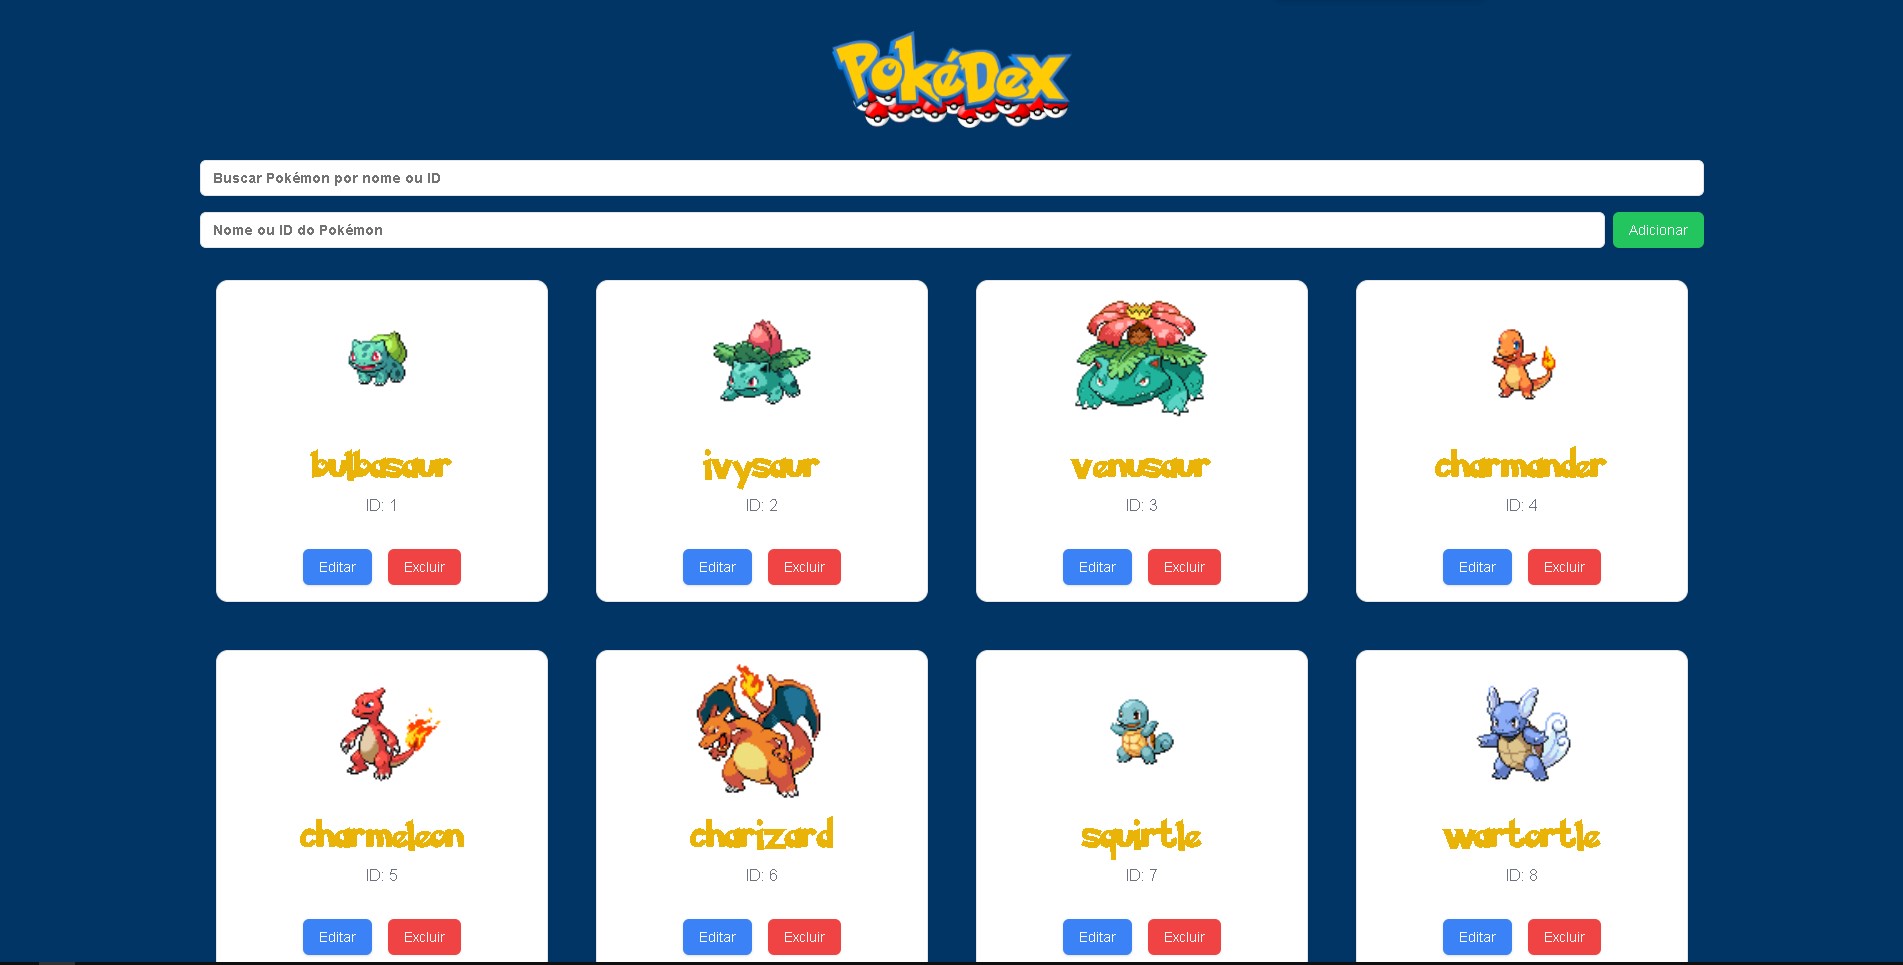 PokéDex
Buscar Pokémon por nome ou ID
Nome ou ID do Pokémon
Adicionar
bulbasaur
ID: 1
Editar
Excluir
ivysaur
ID: 2
Editar
Excluir
venusaur
ID: 3
Editar
Excluir
charmander
ID: 4
Editar
Excluir
charmeleon
ID: 5
Editar
Excluir
charizard
ID: 6
Editar
Excluir
squirtle
ID: 7
Editar
Excluir
wartortle
ID: 8
Editar
Excluir